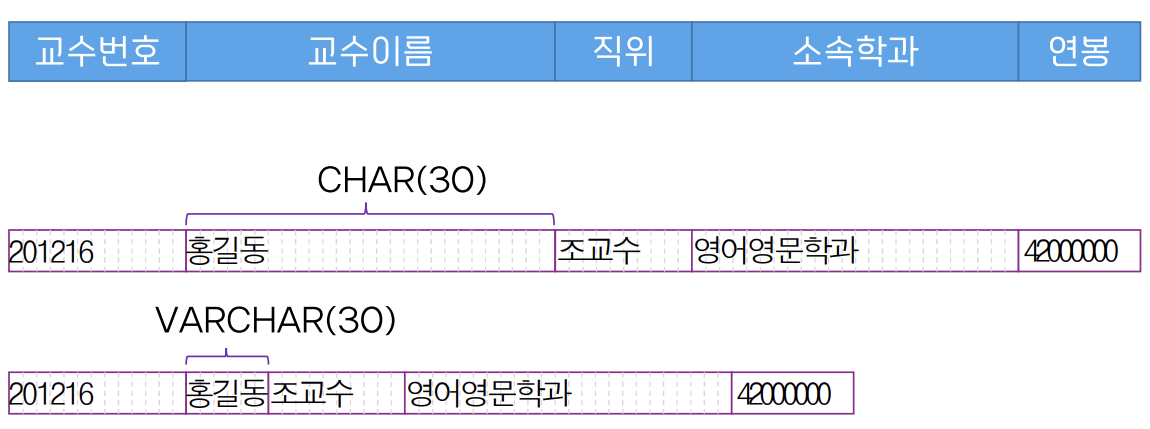 교수번호 교수이름 직위 소속학과 연봉
CHAR(30)
201216 홍길동 조교수 영어영문학과 42000000
VARCHAR(30)
201216 홍길동 조교수 영어영문학과 42000000